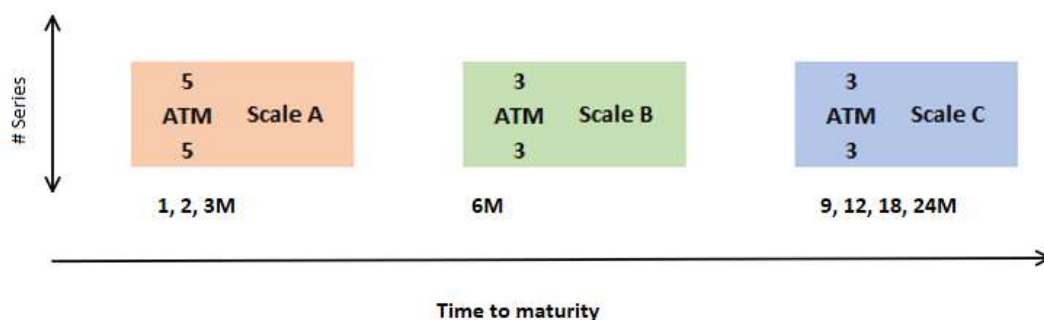 # Series
5
ATM Scale A
5
3
ATM Scale B
3
3
ATM Scale C
3
1, 2, 3M
6M
9, 12, 18, 24M
Time to maturity